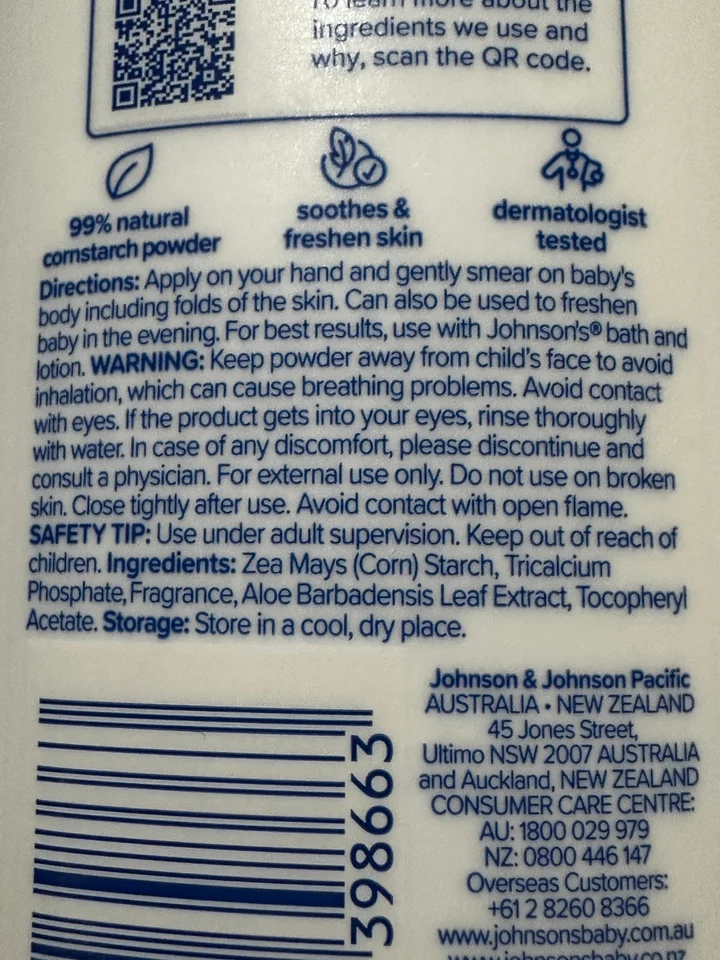 To learn more about the
ingredients we use and
why, scan the QR code.
99% natural
cornstarch powder
soothes &
freshen skin
dermatologist
tested
Directions: Apply on your hand and gently smear on baby's
body including folds of the skin. Can also be used to freshen
baby in the evening. For best results, use with Johnson's® bath and
lotion. WARNING: Keep powder away from child's face to avoid
inhalation, which can cause breathing problems. Avoid contact
with eyes. If the product gets into your eyes, rinse thoroughly
with water. In case of any discomfort, please discontinue and
consult a physician. For external use only. Do not use on broken
skin. Close tightly after use. Avoid contact with open flame.
SAFETY TIP: Use under adult supervision. Keep out of reach of
children. Ingredients: Zea Mays (Corn) Starch, Tricalcium
Phosphate, Fragrance, Aloe Barbadensis Leaf Extract, Tocopheryl
Acetate. Storage: Store in a cool, dry place.
398663
Johnson & Johnson Pacific
AUSTRALIA • NEW ZEALAND
45 Jones Street,
Ultimo NSW 2007 AUSTRALIA
and Auckland, NEW ZEALAND
CONSUMER CARE CENTRE:
AU: 1800 029 979
NZ: 0800 446 147
Overseas Customers:
+61 2 8260 8366
www.johnsonsbaby.com.au
www.johnsonsbaby.co.nz